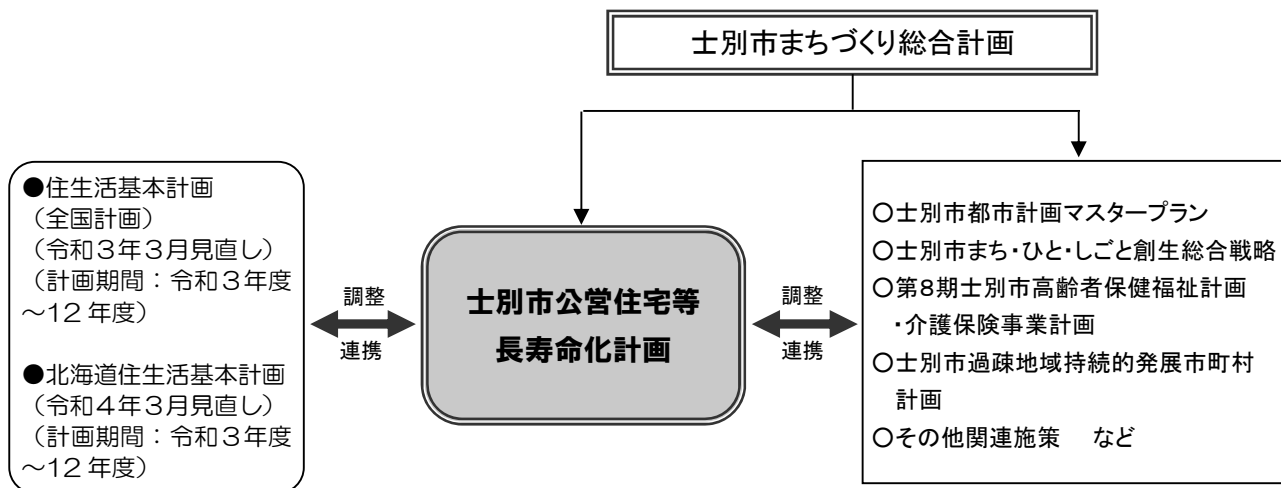 士別市まちづくり総合計画
●住生活基本計画
（全国計画）
（令和３年３月見直し）
（計画期間：令和３年度
～12 年度）
●北海道住生活基本計画
（令和４年３月見直し）
（計画期間：令和３年度
～12 年度）
調整
連携
士別市公営住宅等
長寿命化計画
調整
連携
○士別市都市計画マスタープラン
○士別市まち・ひと・しごと創生総合戦略
○第8期士別市高齢者保健福祉計画
・介護保険事業計画
○士別市過疎地域持続的発展市町村
計画
○その他関連施策　など